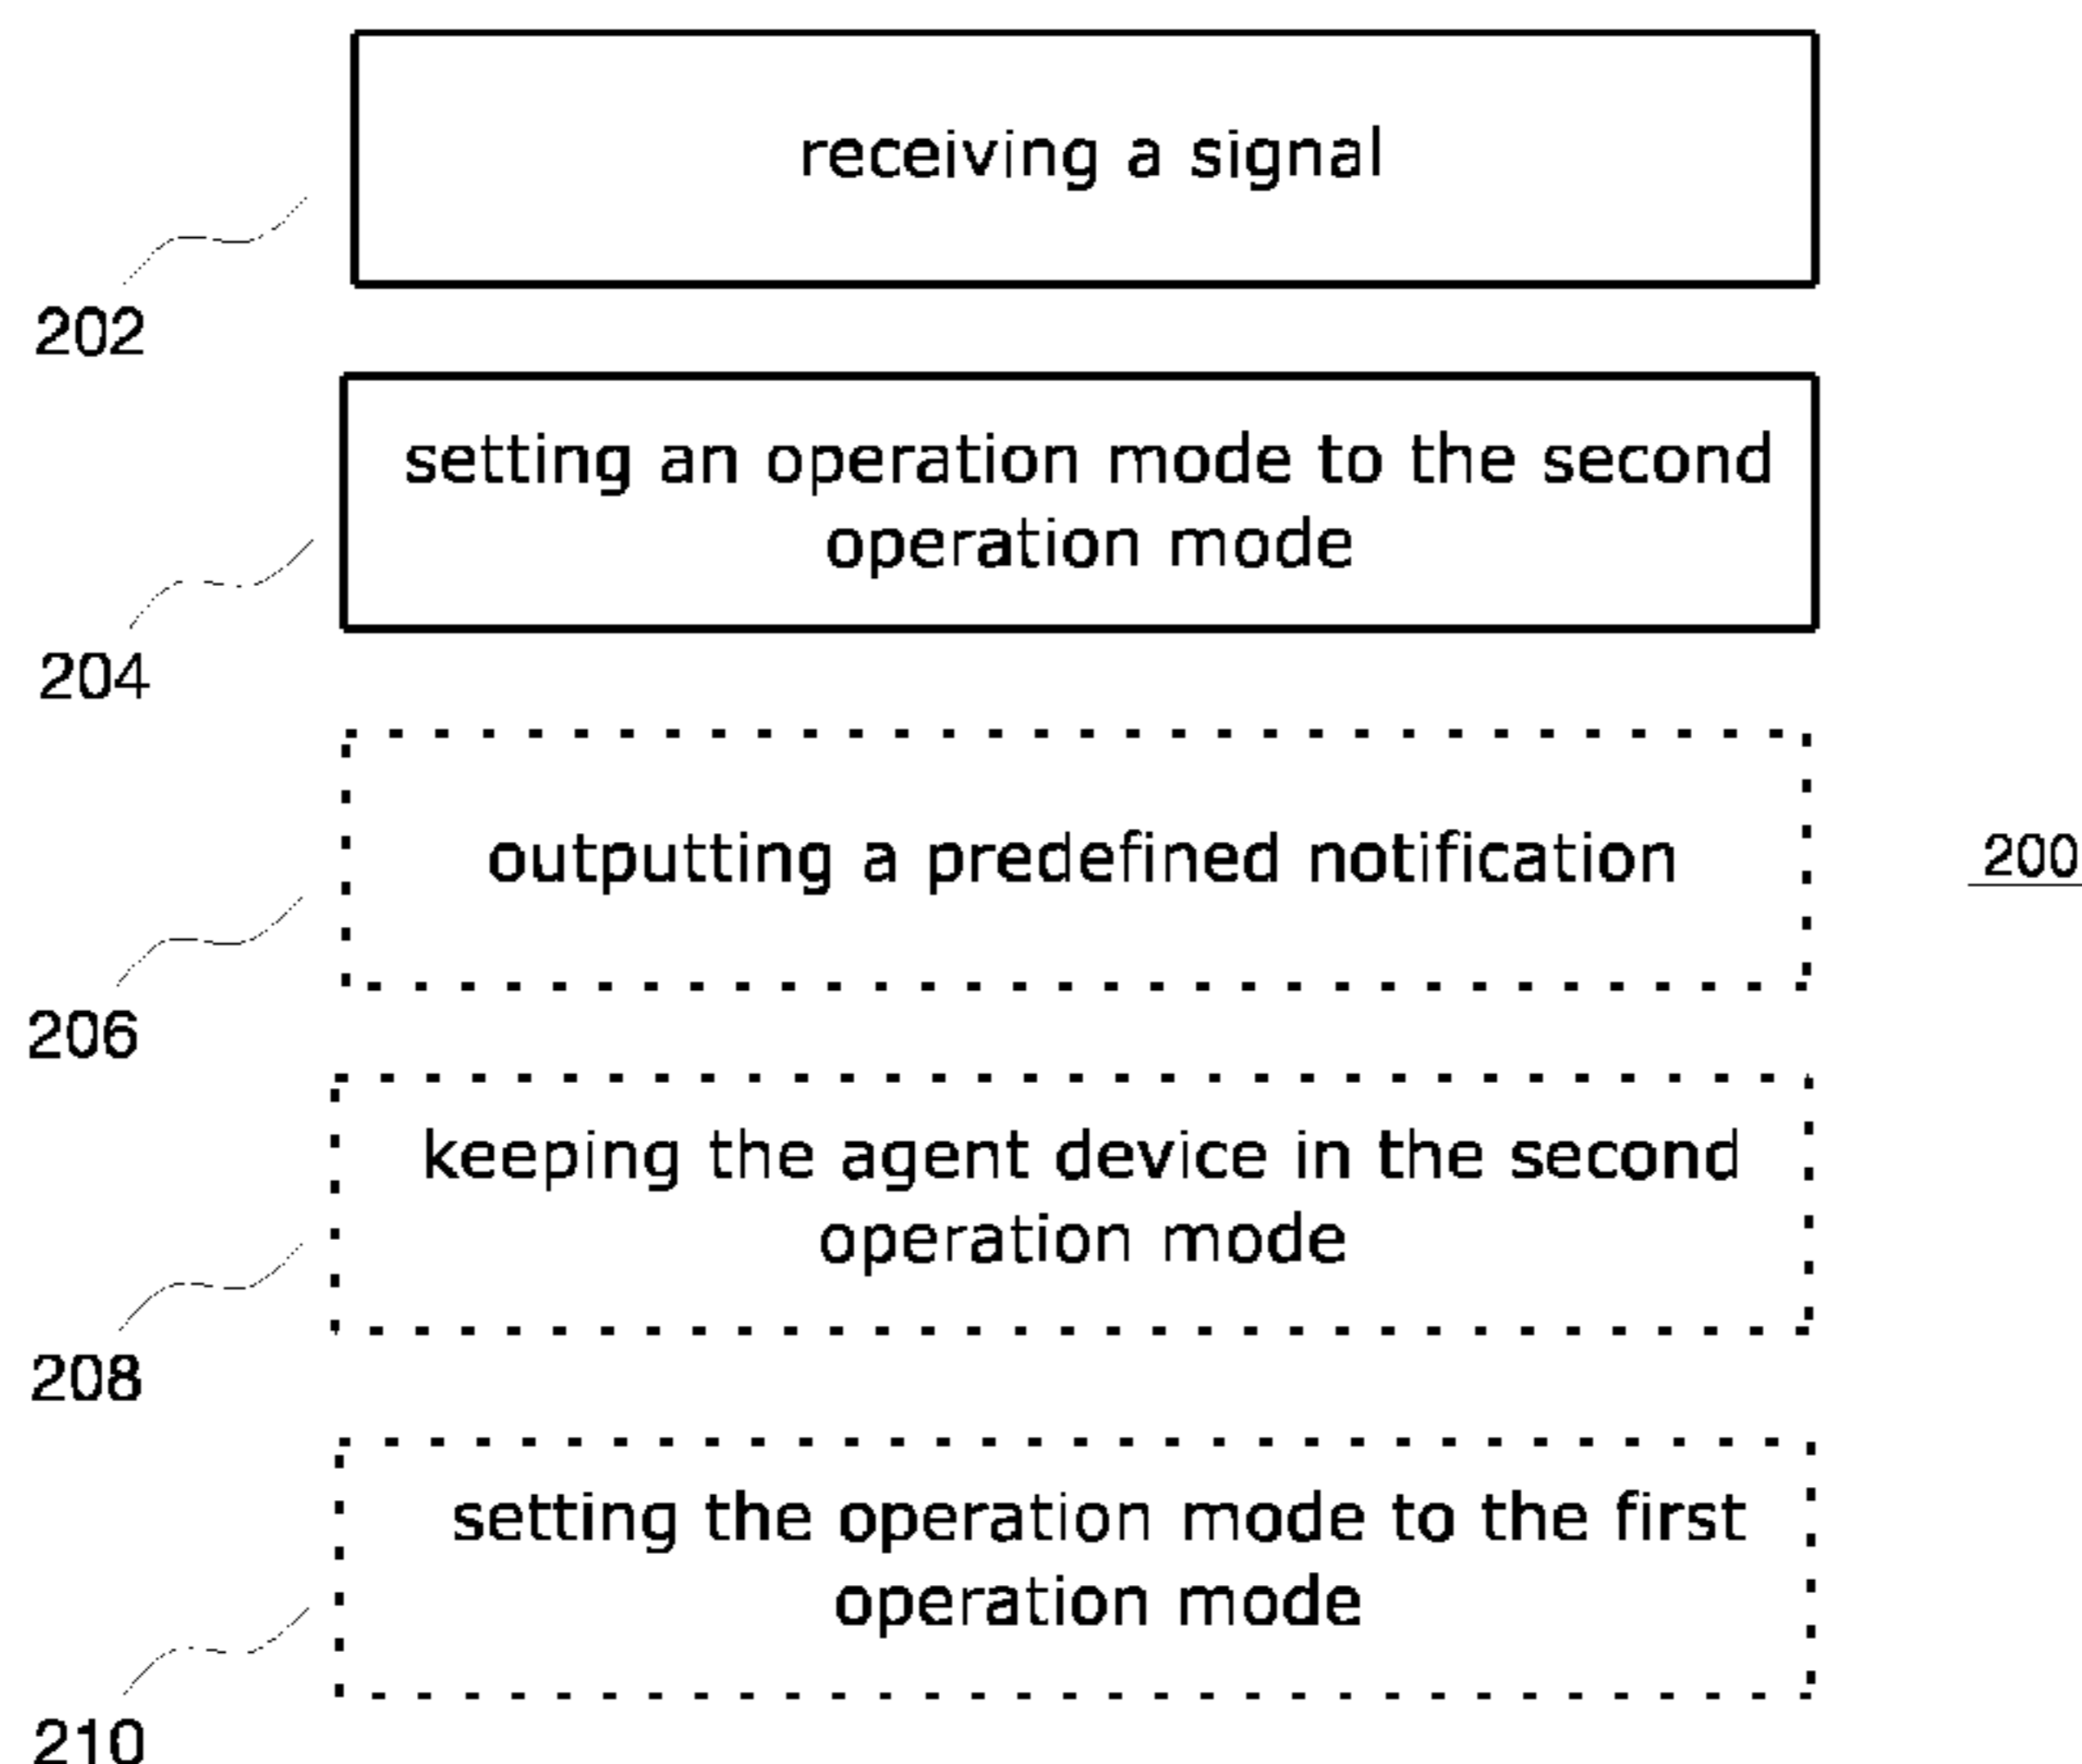 receiving a signal
202
setting an operation mode to the second
operation mode
204
outputting a predefined notification
200
206
keeping the agent device in the second
operation mode
208
setting the operation mode to the first
operation mode
210